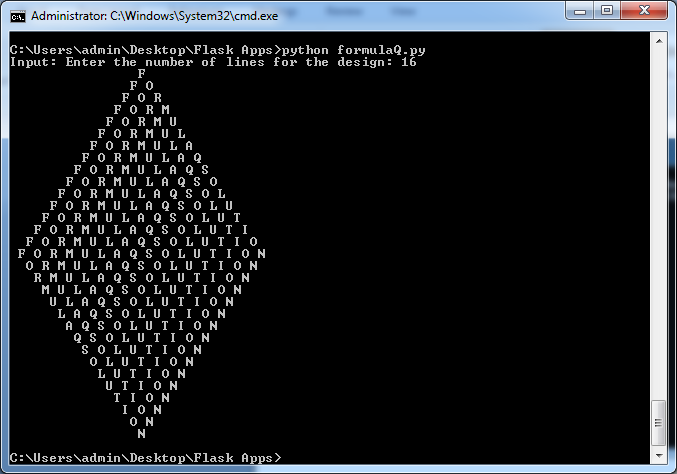 Administrator: C:\Windows\System32\cmd.exe
C:\Users\admin\Desktop\Flask Apps>python formulaQ.py
Input: Enter the number of lines for the design: 16
F
F O
F O R
F O R M
F O R M U
F O R M U L
F O R M U L A
F O R M U L A Q
F O R M U L A Q S
F O R M U L A Q S O
F O R M U L A Q S O L
F O R M U L A Q S O L U
F O R M U L A Q S O L U T
F O R M U L A Q S O L U T I
F O R M U L A Q S O L U T I O
F O R M U L A Q S O L U T I O N
O R M U L A Q S O L U T I O N
R M U L A Q S O L U T I O N
M U L A Q S O L U T I O N
U L A Q S O L U T I O N
L A Q S O L U T I O N
A Q S O L U T I O N
Q S O L U T I O N
S O L U T I O N
O L U T I O N
L U T I O N
U T I O N
T I O N
I O N
O N
N
C:\Users\admin\Desktop\Flask Apps>